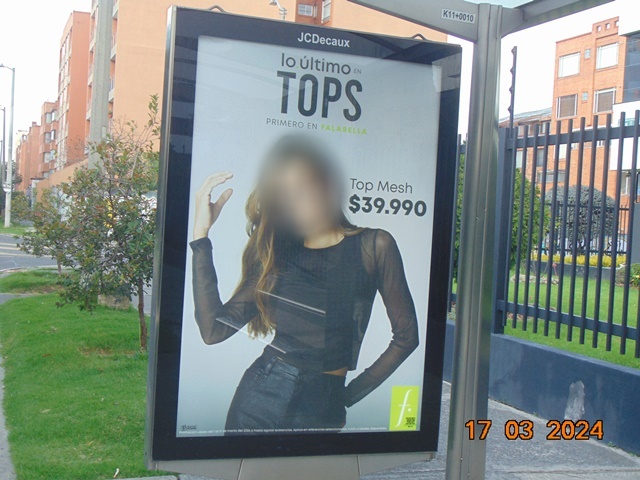 K11+0010
JCDecaux
lo último EN
TOPS
PRIMERO EN FALABELLA
Top Mesh
$39.990
f.
17 03 2024